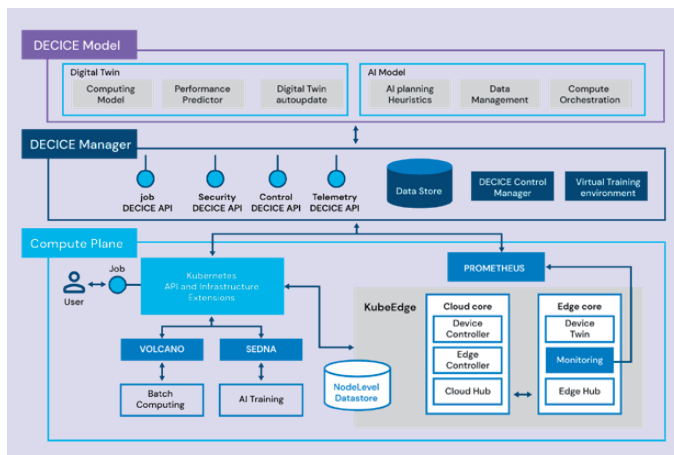 DECICE Model
Digital Twin
Computing
Model
Performance
Predictor
Digital Twin
autoupdate
AI Model
AI planning
Heuristics
Data
Management
Compute
Orchestration
DECICE Manager
job
DECICE API
Security
DECICE API
Control
DECICE API
Telemetry
DECICE API
Data Store
DECICE Control
Manager
Virtual Training
environment
Compute Plane
User
Job
Kubernetes
API and Infrastructure
Extensions
PROMETHEUS
VOLCANO
SEDNA
Batch
Computing
AI Training
NodeLevel
Datastore
KubeEdge
Cloud core
Device
Controller
Edge
Controller
Cloud Hub
Edge core
Device
Twin
Monitoring
Edge Hub